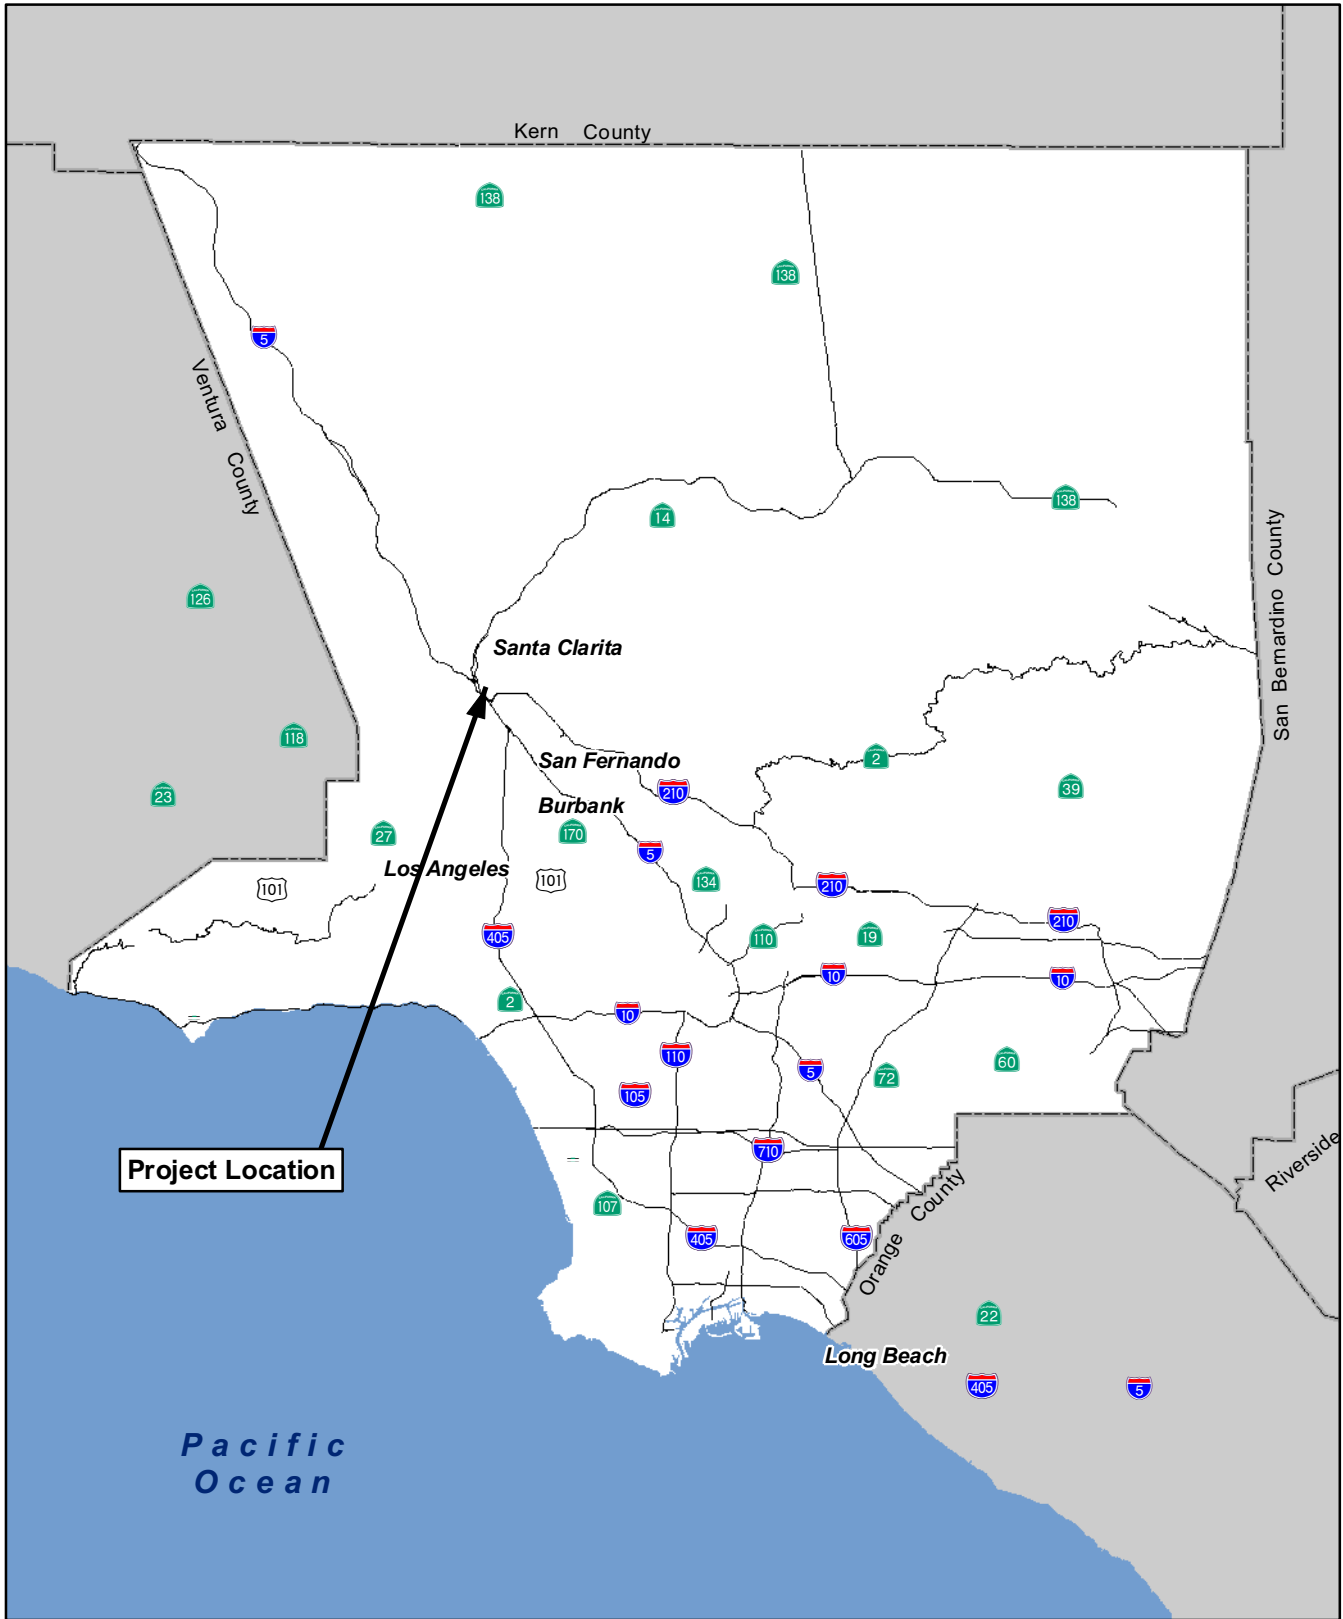 Kern County
138
138
5
Ventura County
138
14
San Bernardino County
126
Santa Clarita
118
2
San Fernando
39
210
23
Burbank
27
170
5
Los Angeles
101
101
134
210
210
405
110
19
10
10
2
10
110
60
5
72
105
710
Project Location
Riverside
107
Orange County
405
605
22
Long Beach
405
5
Pacific
Ocean